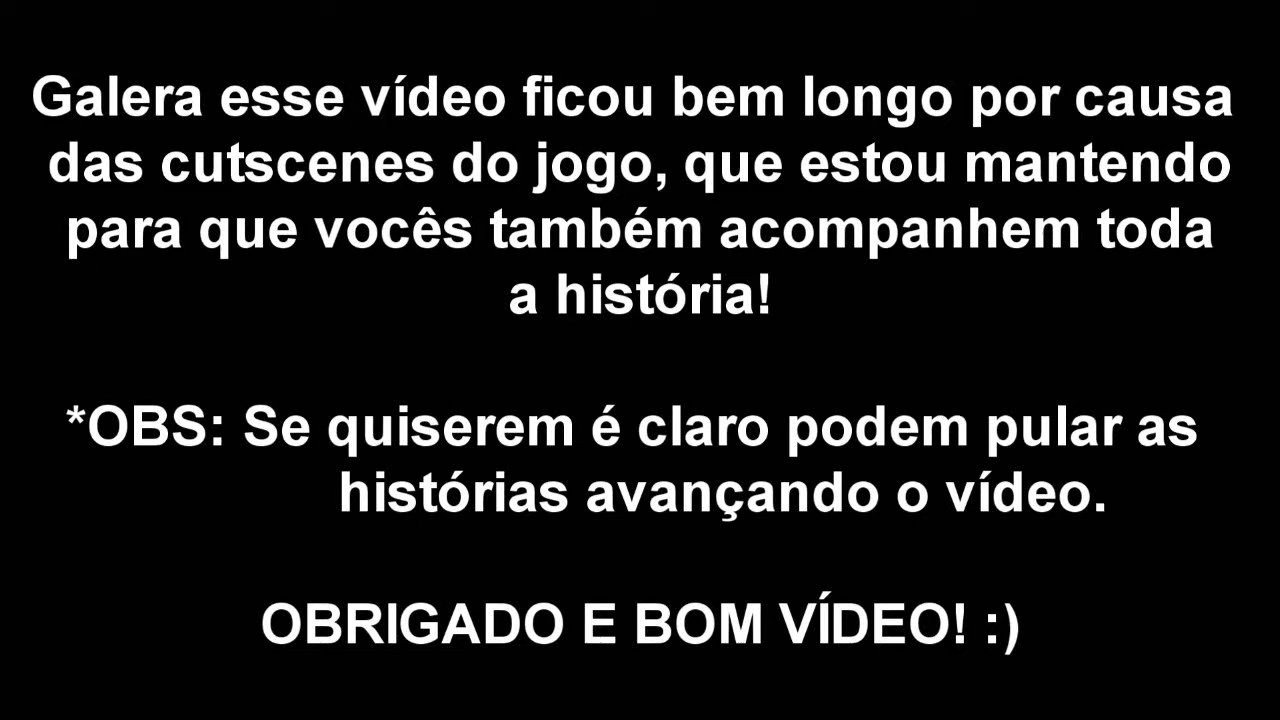 Galera esse vídeo ficou bem longo por causa
das cutscenes do jogo, que estou mantendo
para que vocês também acompanhem toda
a história!
*OBS: Se quiserem é claro podem pular as
histórias avançando o vídeo.
OBRIGADO E BOM VÍDEO! :)